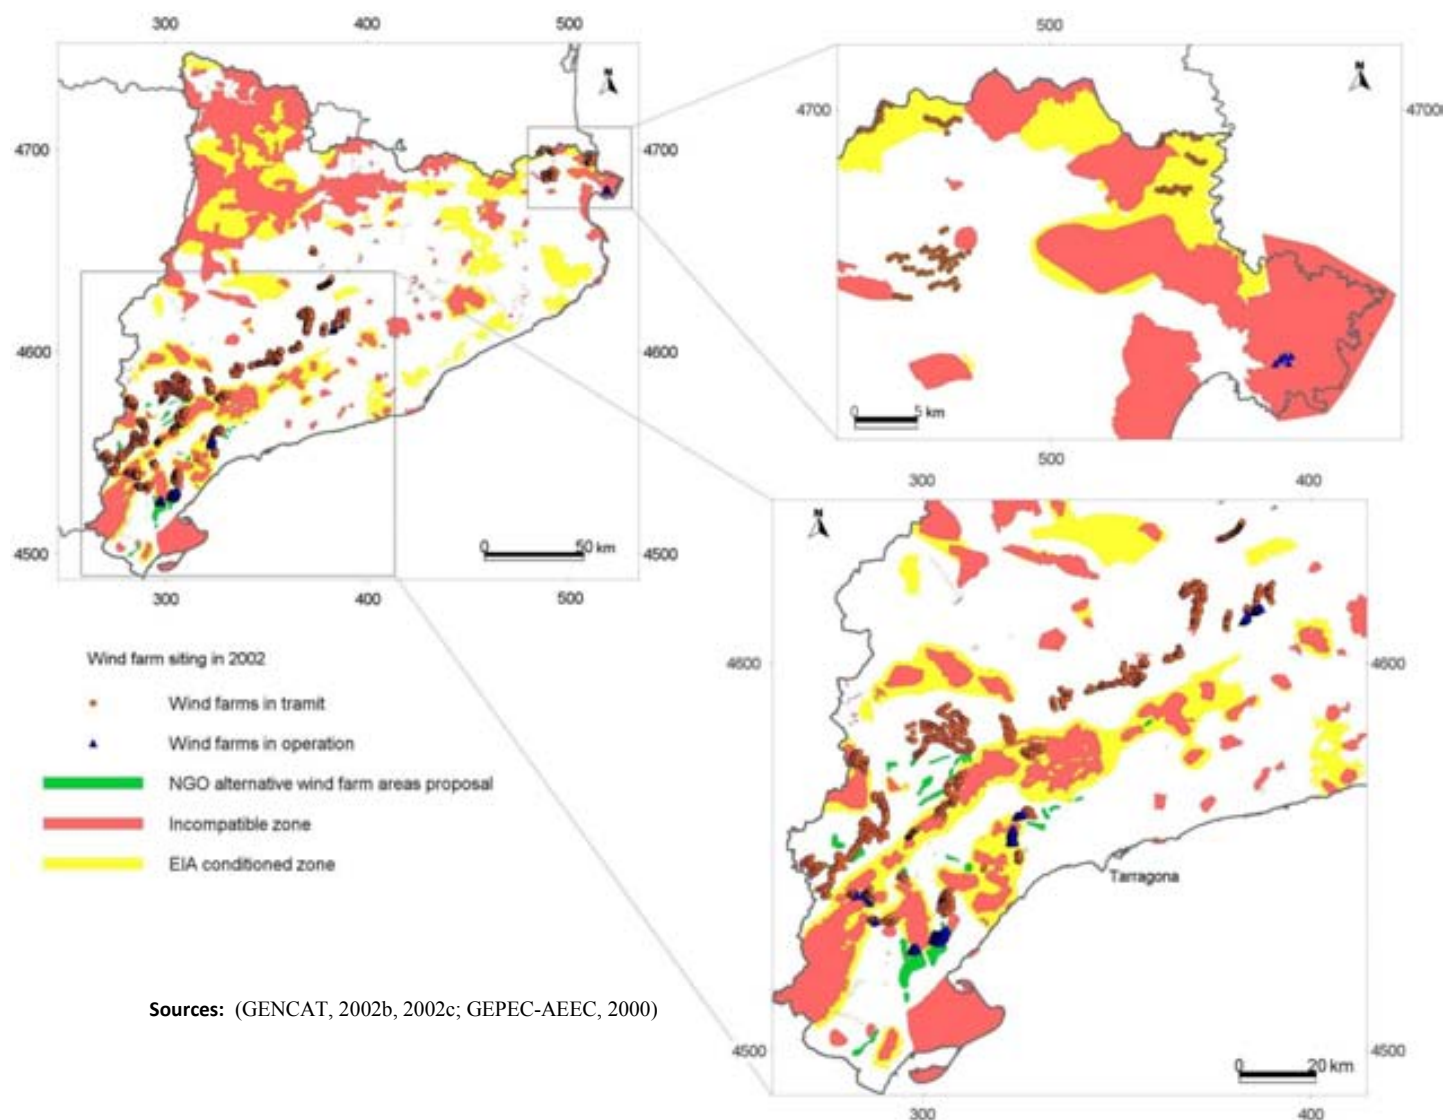 300 400 500
N
4700 4700
4600 4600
4500 4500
0 50 km
300 400 500
500
N
4700 4700
0 5 km
500
300 400
N
4600 4600
Tarragona
4500 4500
0 20 km
300 400
Wind farm siting in 2002
Wind farms in tramit
Wind farms in operation
NGO alternative wind farm areas proposal
Incompatible zone
EIA conditioned zone
Sources: (GENCAT, 2002b, 2002c; GEPEC-AEEC, 2000)